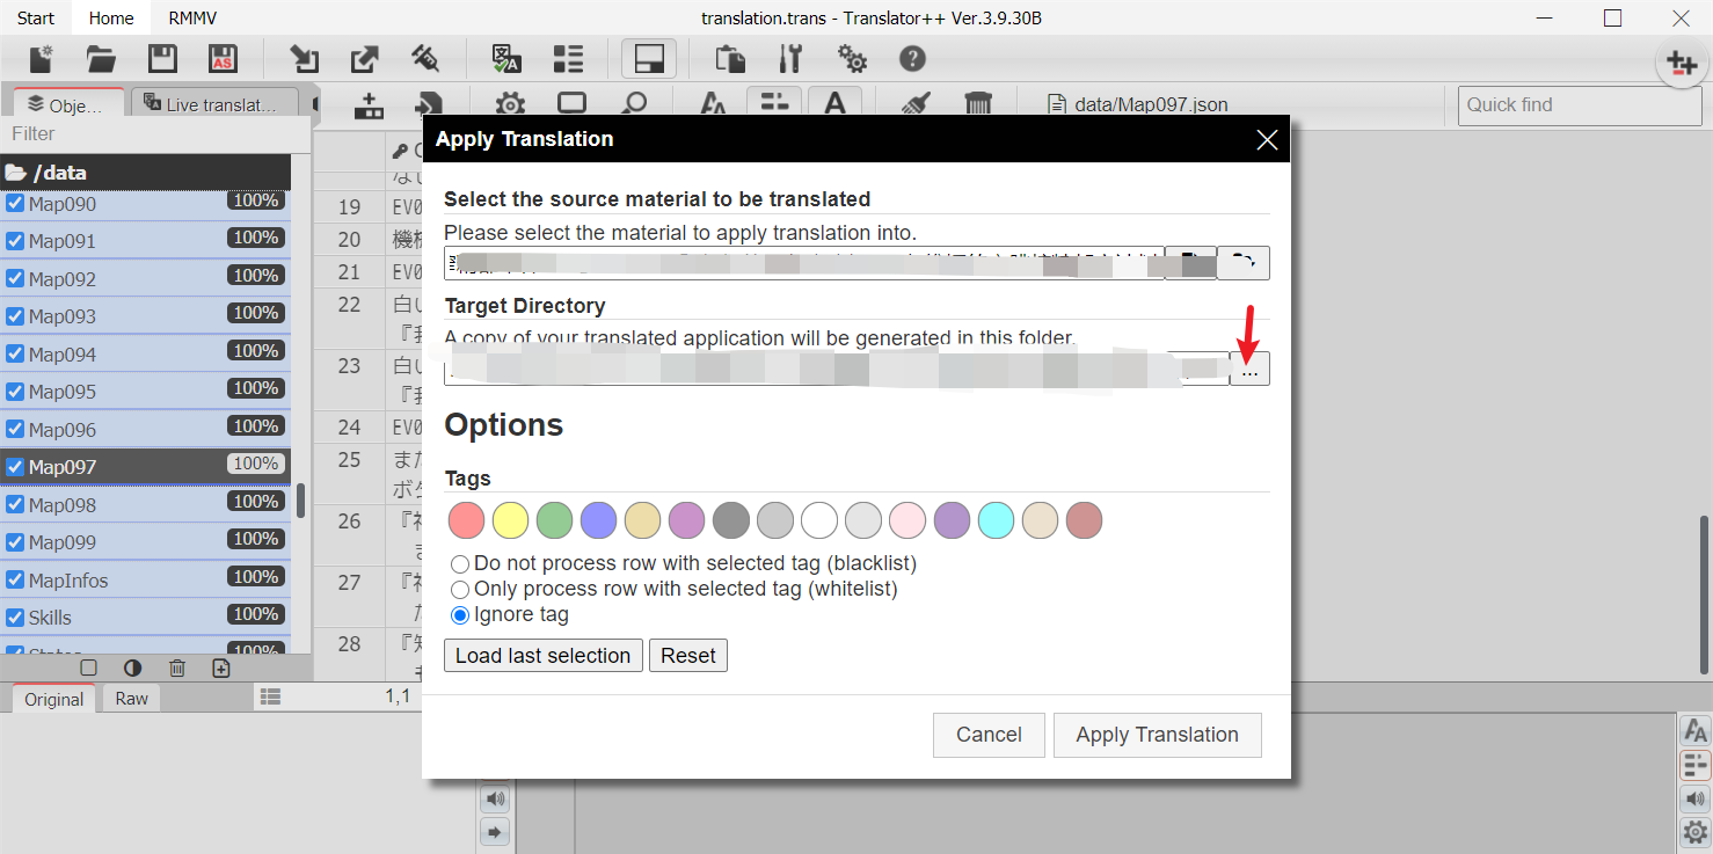 Start Home RMMV translation.trans - Translator++ Ver.3.9.30B
AS
Obje... Live translat... data/Map097.json Quick find
Filter
/data
Map090 100%
Map091 100%
Map092 100%
Map093 100%
Map094 100%
Map095 100%
Map096 100%
Map097 100%
Map098 100%
Map099 100%
MapInfos 100%
Skills 100%
States 100%
Original Raw 1,1
19 EV0
20
21 EV0
22 白い
23 白い
24 EV0
25 また
ボタ
26
27
28
Apply Translation
Select the source material to be translated
Please select the material to apply translation into.
Target Directory
A copy of your translated application will be generated in this folder.
...
Options
Tags
Do not process row with selected tag (blacklist)
Only process row with selected tag (whitelist)
Ignore tag
Load last selection Reset
Cancel Apply Translation